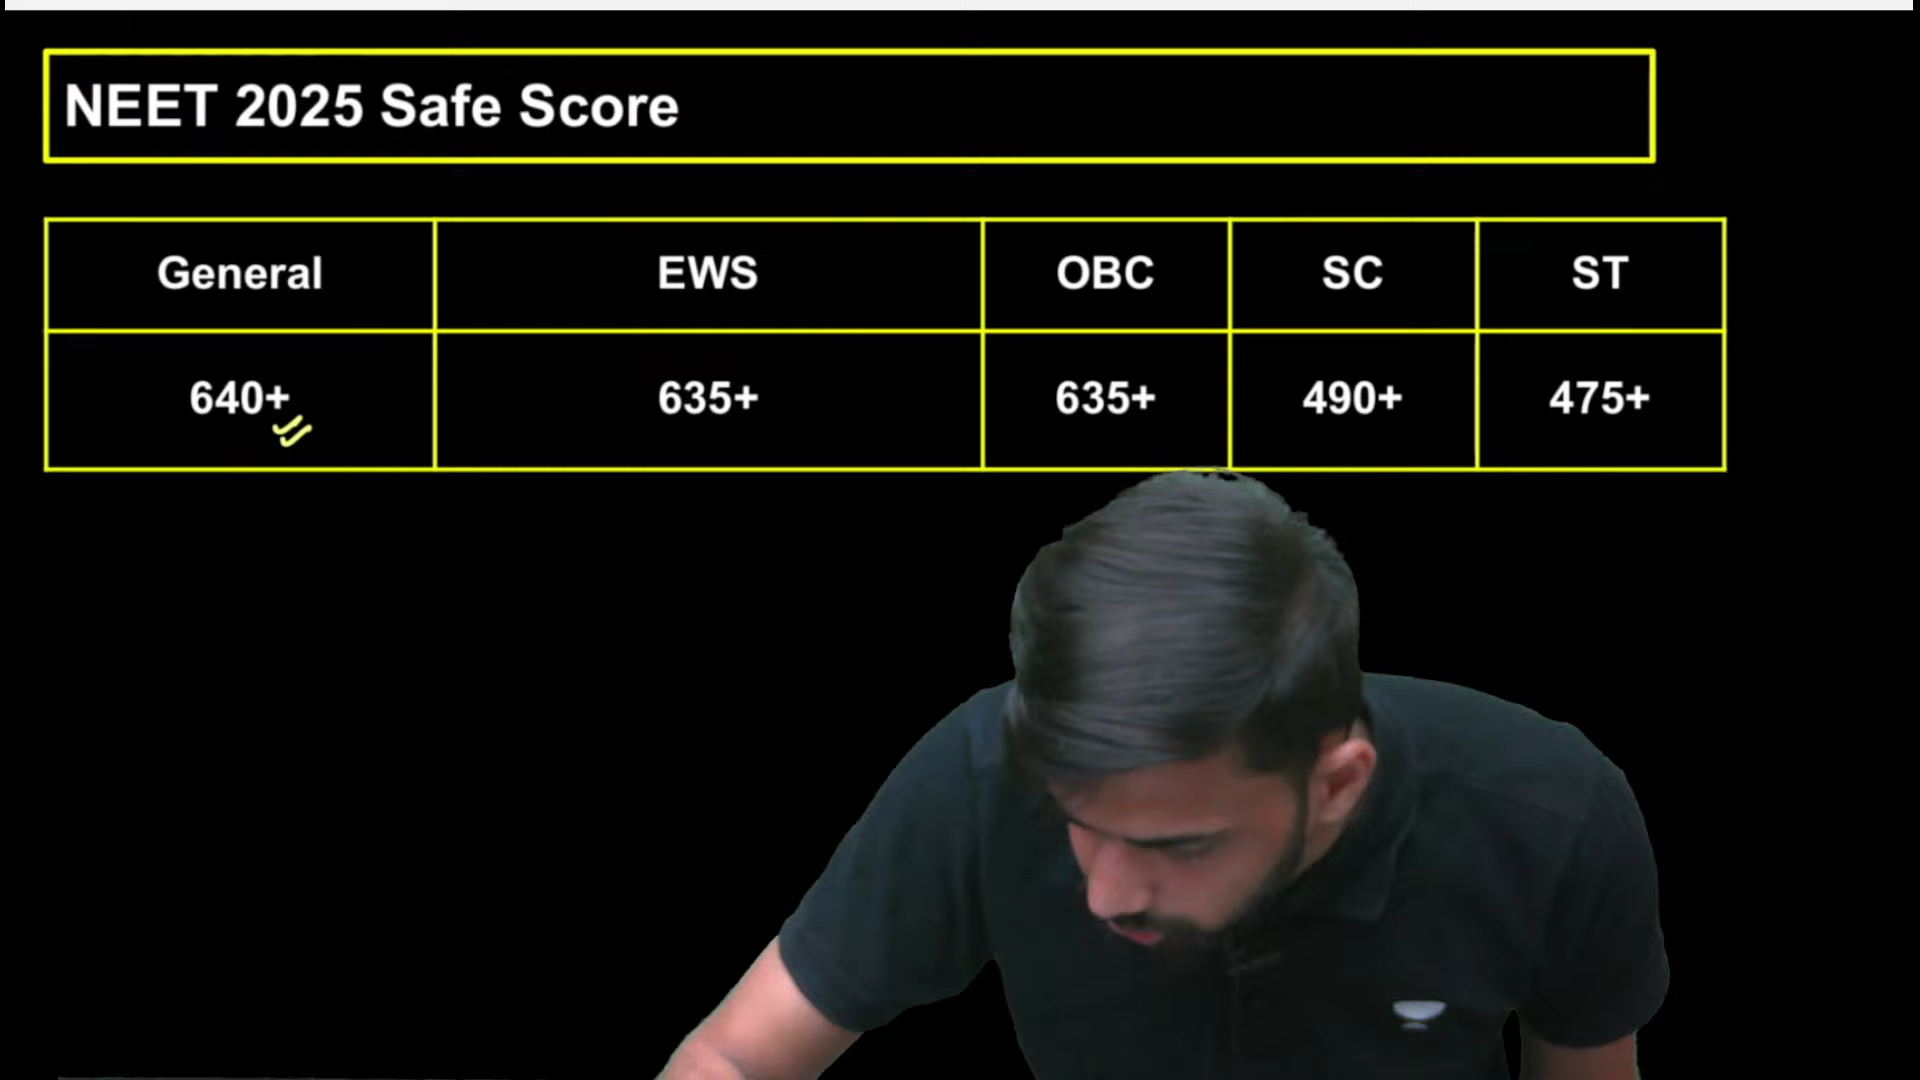 NEET 2025 Safe Score
General EWS OBC SC ST
640+ 635+ 635+ 490+ 475+